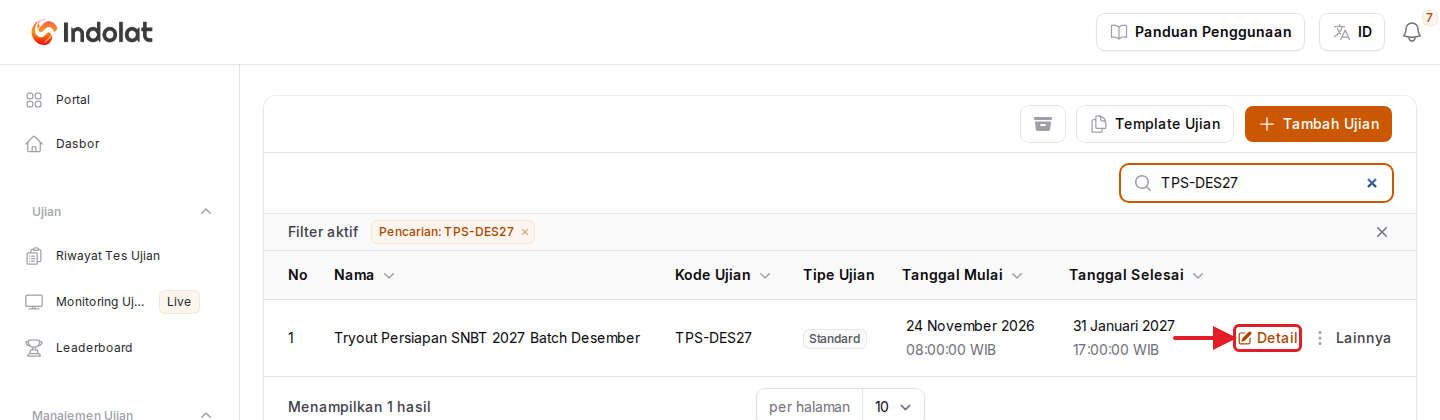 Indolat
Panduan Penggunaan
ID
7
Portal
Dasbor
Ujian
Riwayat Tes Ujian
Monitoring Uj... Live
Leaderboard
Manajemen Ujian
Template Ujian
Tambah Ujian
TPS-DES27
Filter aktif Pencarian: TPS-DES27 ×
No Nama Kode Ujian Tipe Ujian Tanggal Mulai Tanggal Selesai
1 Tryout Persiapan SNBT 2027 Batch Desember TPS-DES27 Standard 24 November 2026 31 Januari 2027 Detail Lainnya
08:00:00 WIB 17:00:00 WIB
Menampilkan 1 hasil per halaman 10